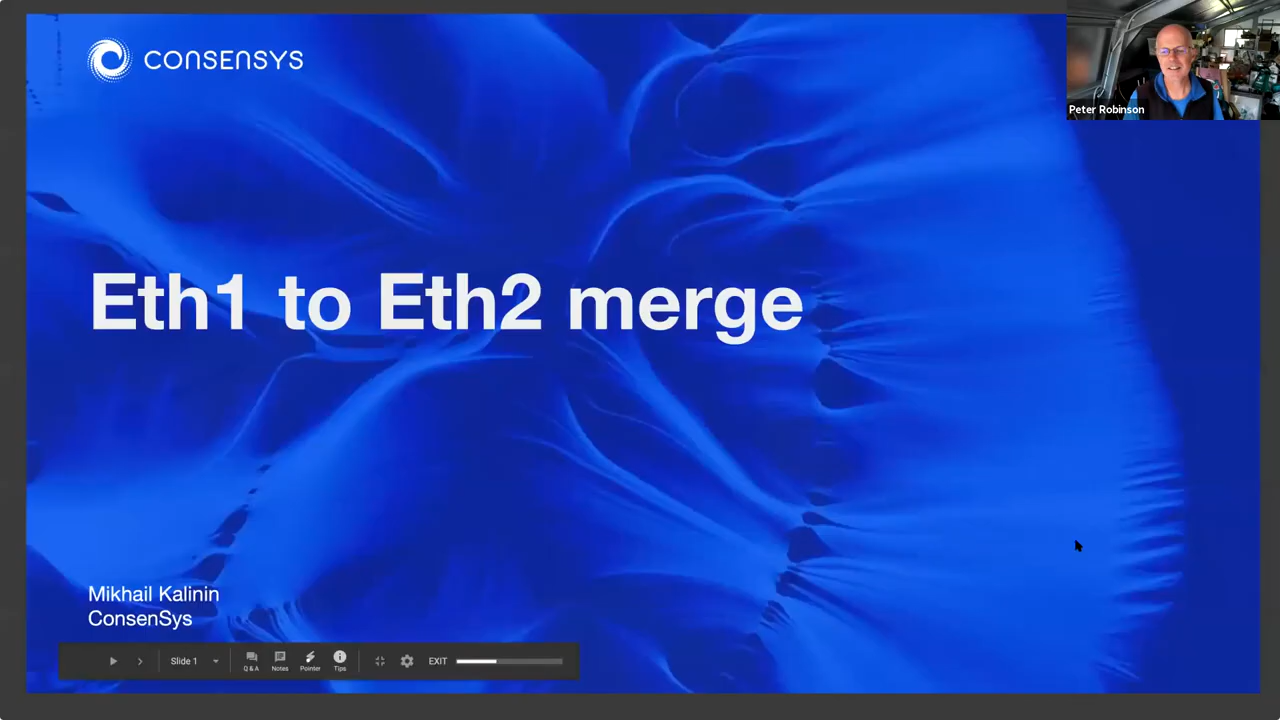 CONSENSYS
Peter Robinson
Eth1 to Eth2 merge
Mikhail Kalinin
ConsenSys
Slide 1
Q & A
Notes
Pointer
Tips
EXIT